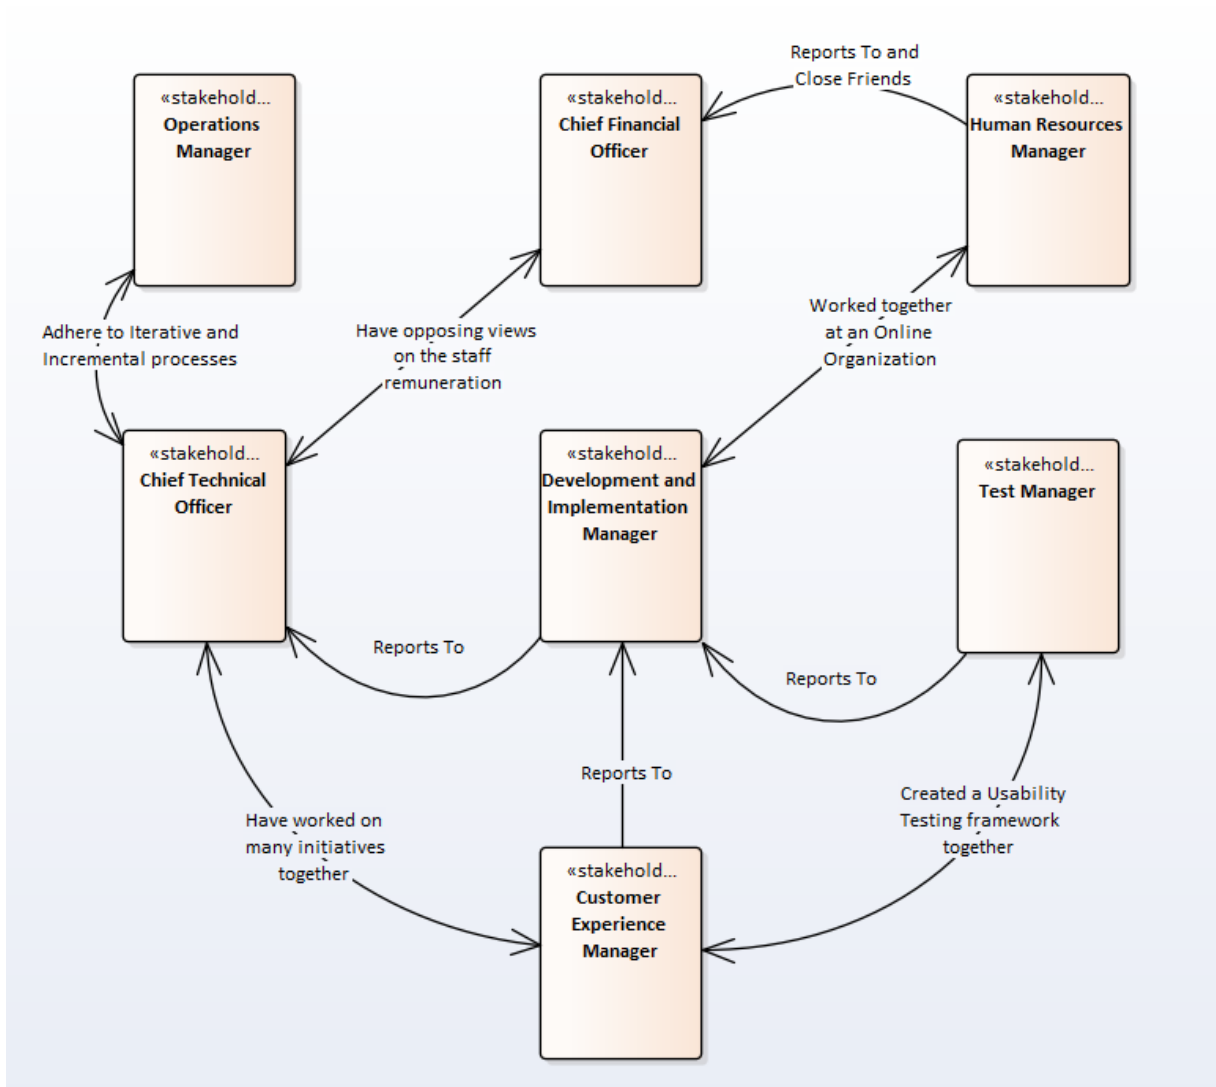 Reports To and
Close Friends
«stakehold...
Operations
Manager
«stakehold...
Chief Financial
Officer
«stakehold...
Human Resources
Manager
Adhere to Iterative and
Incremental processes
Have opposing views
on the staff
remuneration
Worked together
at an Online
Organization
«stakehold...
Chief Technical
Officer
«stakehold...
Development and
Implementation
Manager
«stakehold...
Test Manager
Reports To
Reports To
Reports To
Have worked on
many initiatives
together
Created a Usability
Testing framework
together
«stakehold...
Customer
Experience
Manager